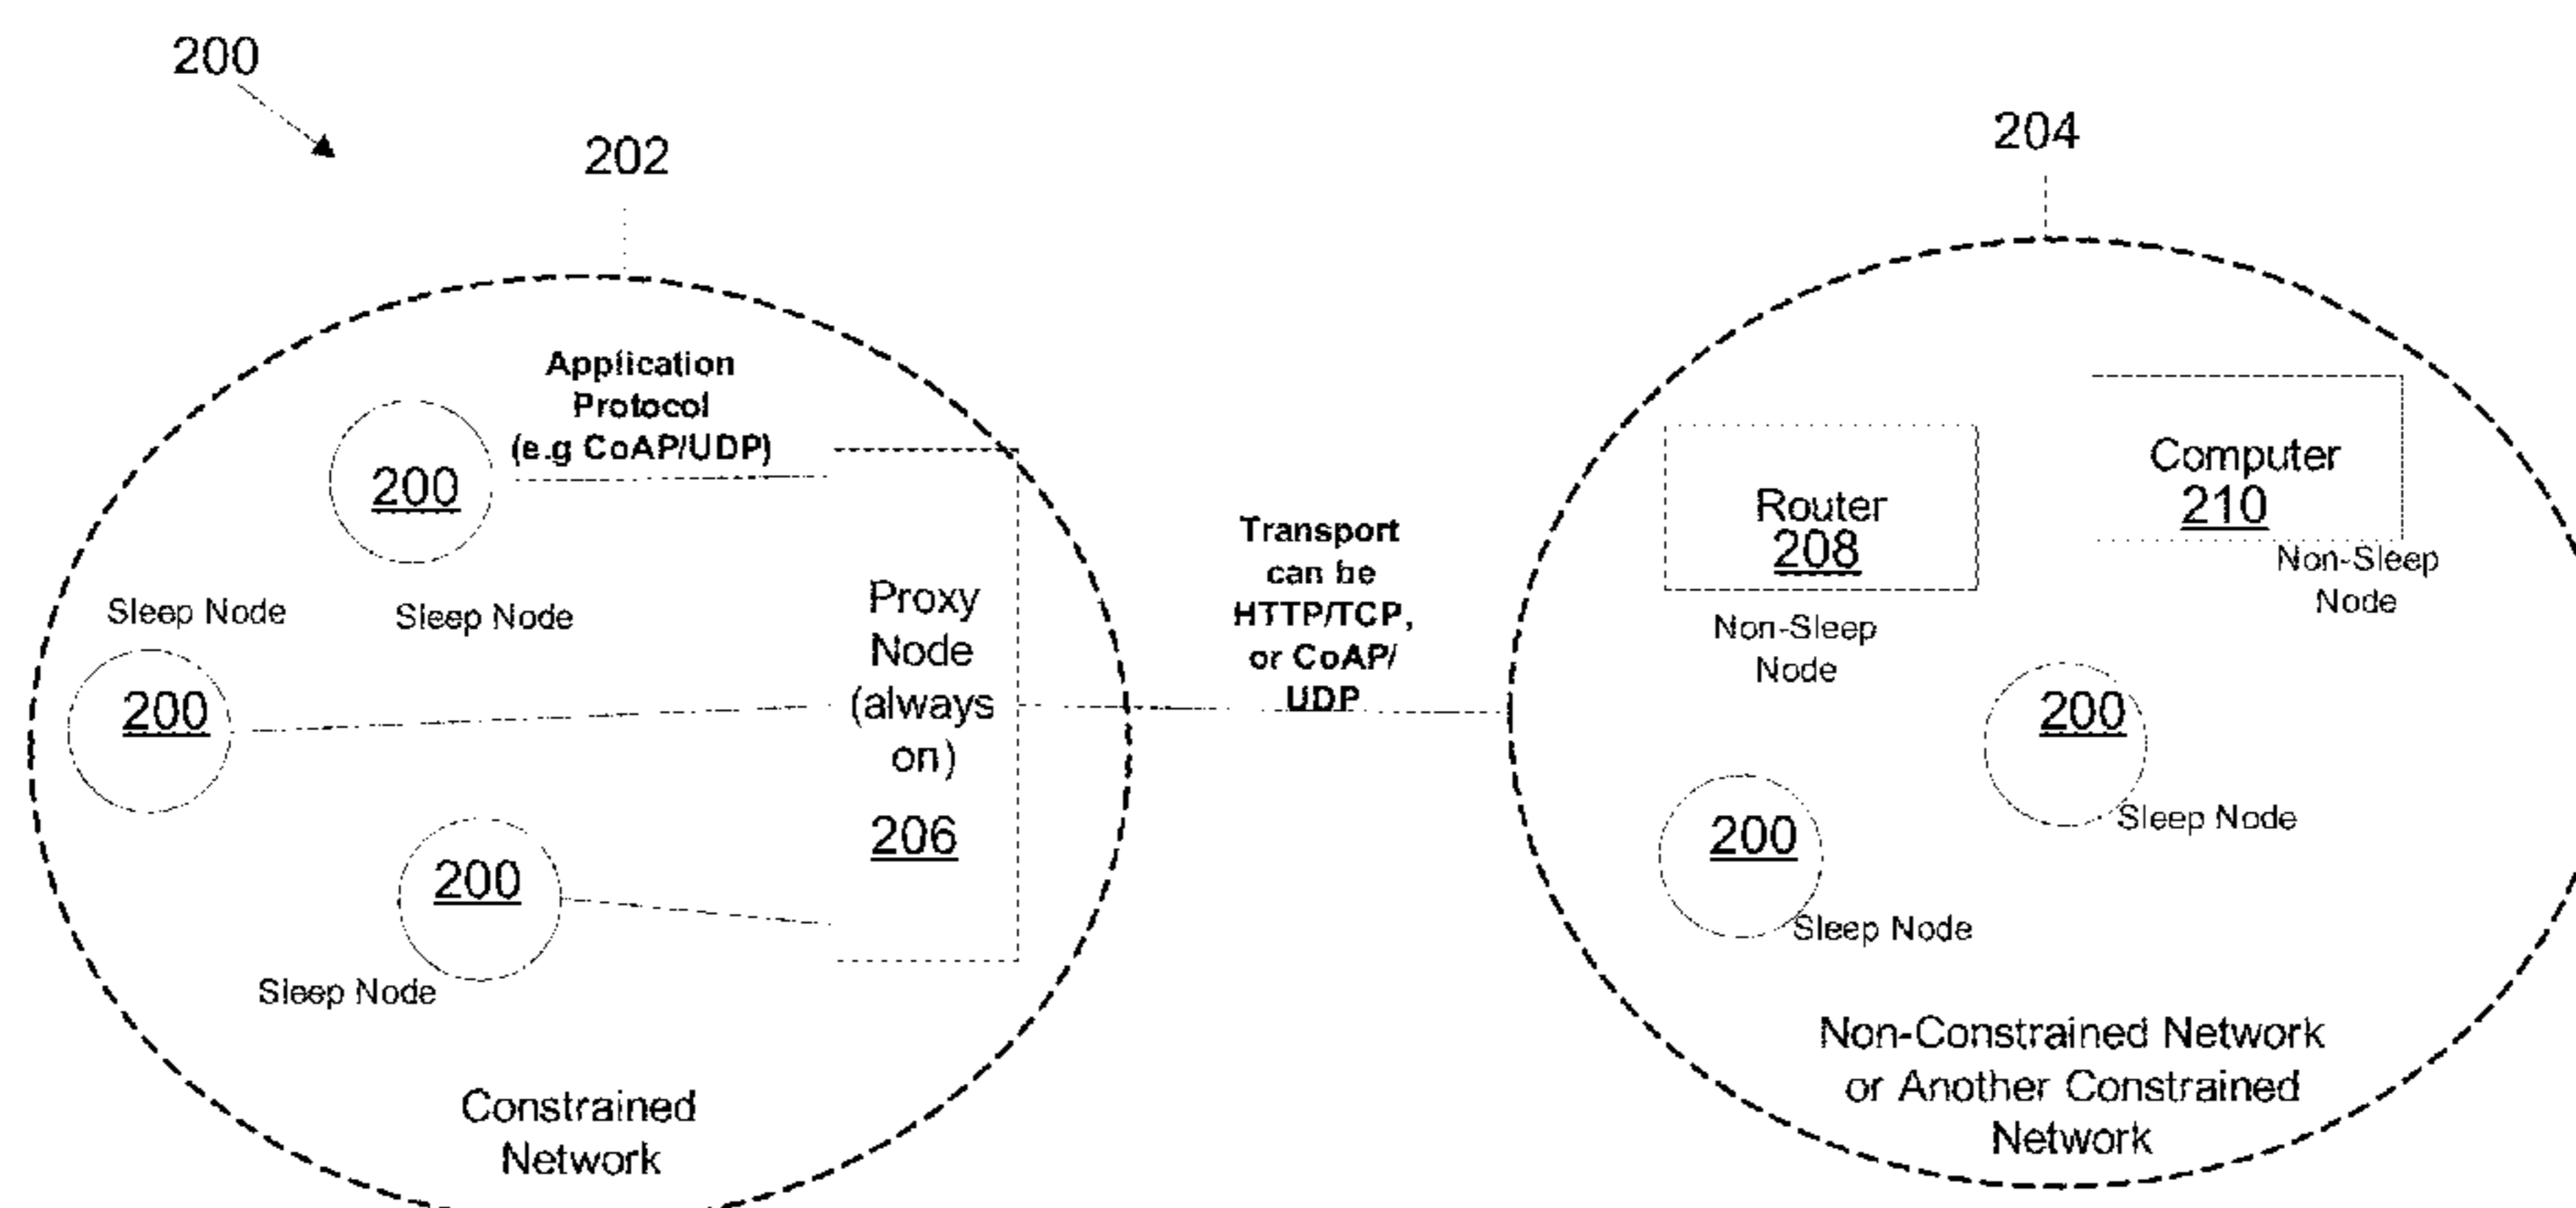 200
202
204
Application
Protocol
(e.g CoAP/UDP)
200
Sleep Node
Sleep Node
200
200
Sleep Node
Proxy
Node
(always
on)
206
Constrained
Network
Transport
can be
HTTP/TCP,
or CoAP/
UDP
Router
208
Non-Sleep
Node
Computer
210
Non-Sleep
Node
200
Sleep Node
200
Sleep Node
Non-Constrained Network
or Another Constrained
Network